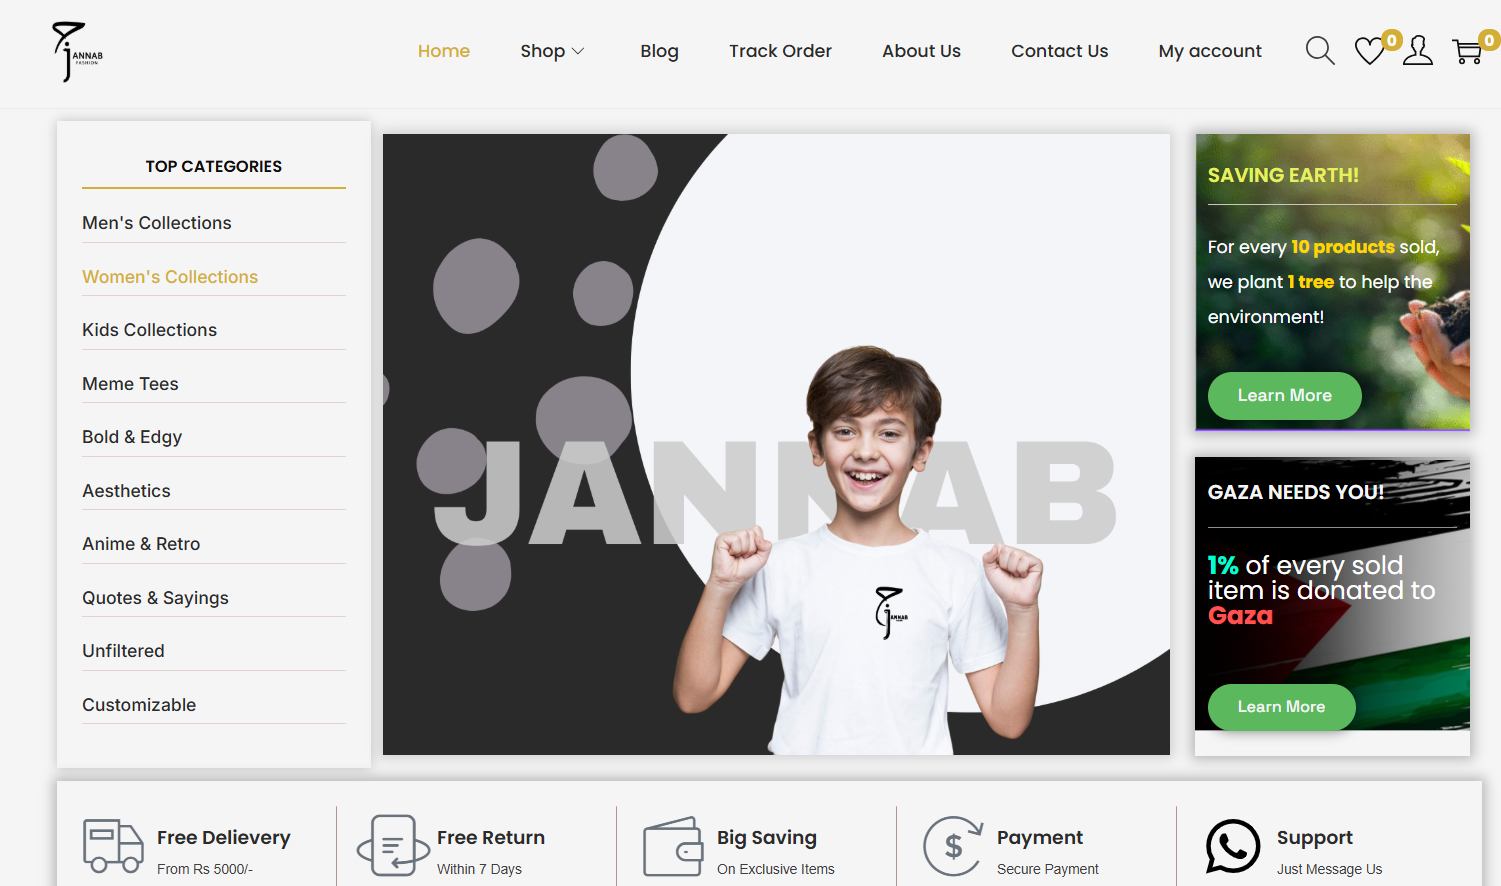 JANNAB
FASHION
Home
Shop
Blog
Track Order
About Us
Contact Us
My account
0
0
TOP CATEGORIES
Men's Collections
Women's Collections
Kids Collections
Meme Tees
Bold & Edgy
Aesthetics
Anime & Retro
Quotes & Sayings
Unfiltered
Customizable
JANNAB
JANNAB
SAVING EARTH!
For every 10 products sold,
we plant 1 tree to help the
environment!
Learn More
GAZA NEEDS YOU!
1% of every sold
item is donated to
Gaza
Learn More
Free Delievery
From Rs 5000/-
Free Return
Within 7 Days
Big Saving
On Exclusive Items
$
Payment
Secure Payment
Support
Just Message Us